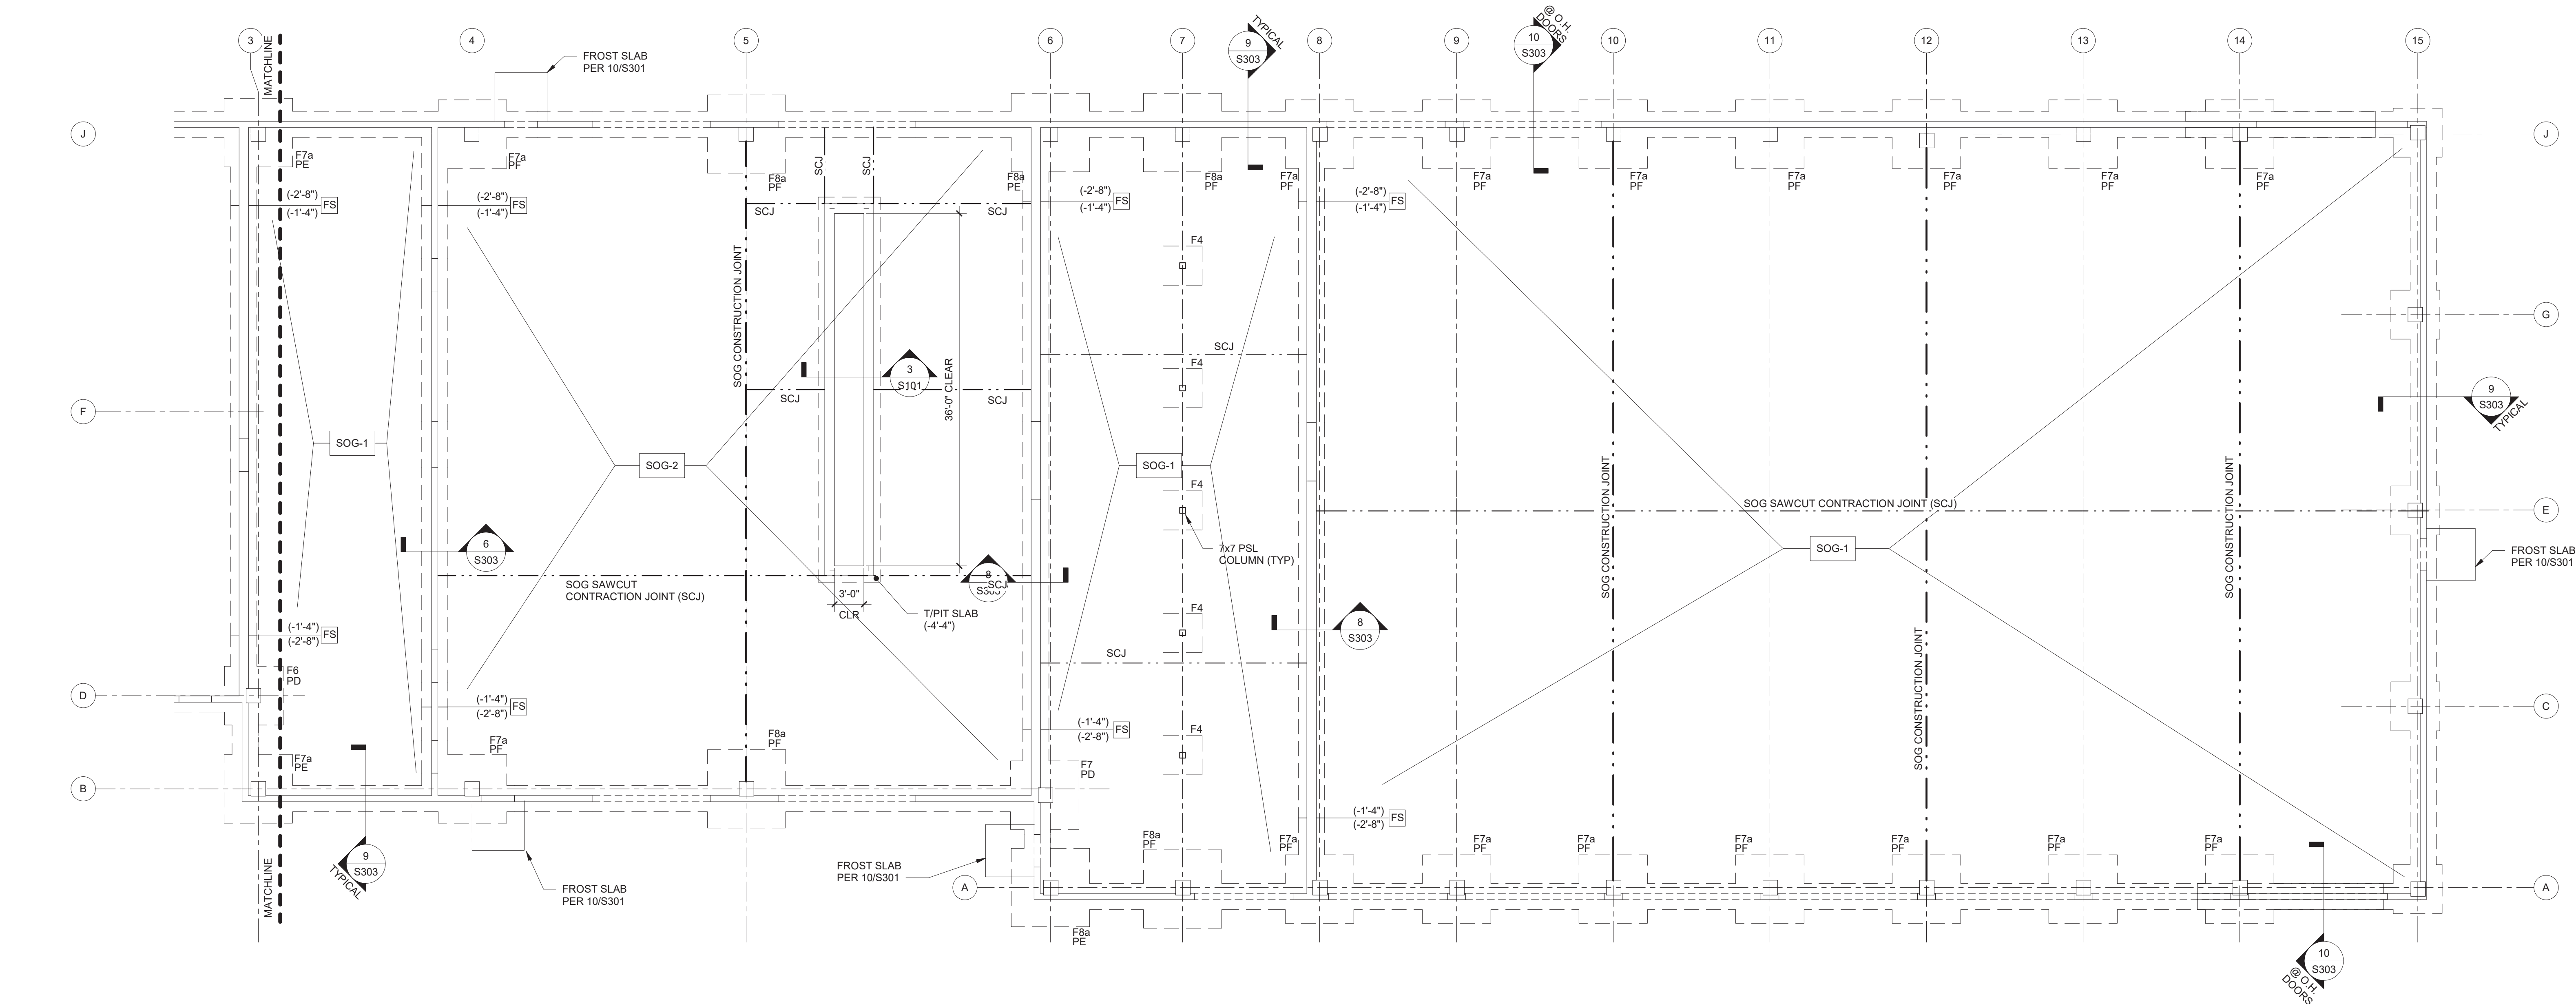 3
4
5
6
7
8
9
10
11
12
13
14
15
MATCHLINE
FROST SLAB
PER 10/S301
9
S303
TYPICAL
10
S303
@ O.H.
DOORS
J
J
F7a
PE
F7a
PF
F8a
PF
SCJ
SCJ
F8a
PE
F8a
PF
F7a
PF
F7a
PF
F7a
PF
F7a
PF
F7a
PF
F7a
PF
F7a
PF
(-2'-8")
(-1'-4")
FS
(-2'-8")
(-1'-4")
FS
SCJ
SCJ
(-2'-8")
(-1'-4")
FS
(-2'-8")
(-1'-4")
FS
F4
SOG CONSTRUCTION JOINT
G
SCJ
F4
3
S101
36'-0" CLEAR
SCJ
SCJ
9
S303
TYPICAL
F
SOG-1
SOG-2
SOG-1
F4
SOG CONSTRUCTION JOINT
SOG SAWCUT CONTRACTION JOINT (SCJ)
SOG CONSTRUCTION JOINT
E
6
S303
7x7 PSL
COLUMN (TYP)
SOG-1
FROST SLAB
PER 10/S301
SOG SAWCUT
CONTRACTION JOINT (SCJ)
8
SCJ
S303
3'-0"
CLR
T/PIT SLAB
(-4'-4")
F4
8
S303
(-1'-4")
(-2'-8")
FS
SCJ
SOG CONSTRUCTION JOINT
F6
PD
D
C
(-1'-4")
(-2'-8")
FS
(-1'-4")
(-2'-8")
FS
F4
F7a
PE
F7a
PF
F8a
PF
F7
PD
B
(-1'-4")
(-2'-8")
FS
F8a
PF
F7a
PF
F7a
PF
F7a
PF
F7a
PF
F7a
PF
F7a
PF
F7a
PF
9
S303
TYPICAL
MATCHLINE
FROST SLAB
PER 10/S301
FROST SLAB
PER 10/S301
A
A
F8a
PE
10
S303
@ O.H.
DOORS